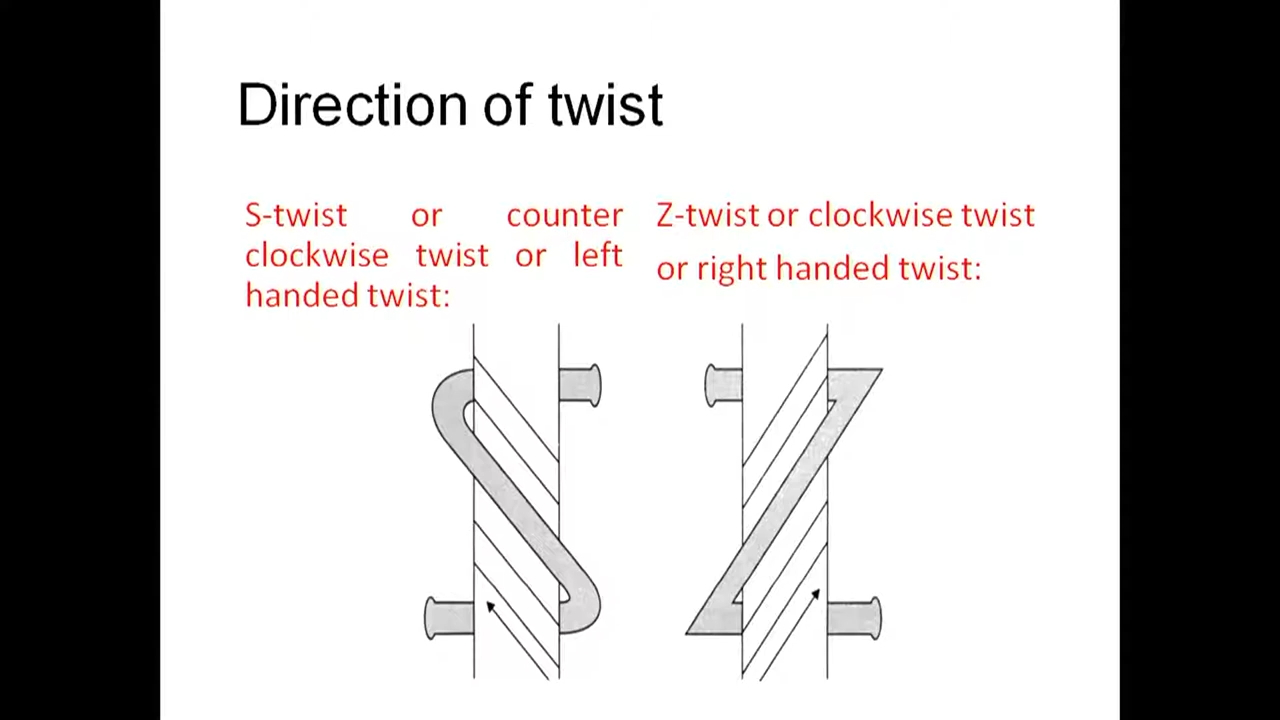 Direction of twist
S-twist or counter
clockwise twist or left
handed twist:
Z-twist or clockwise twist
or right handed twist: